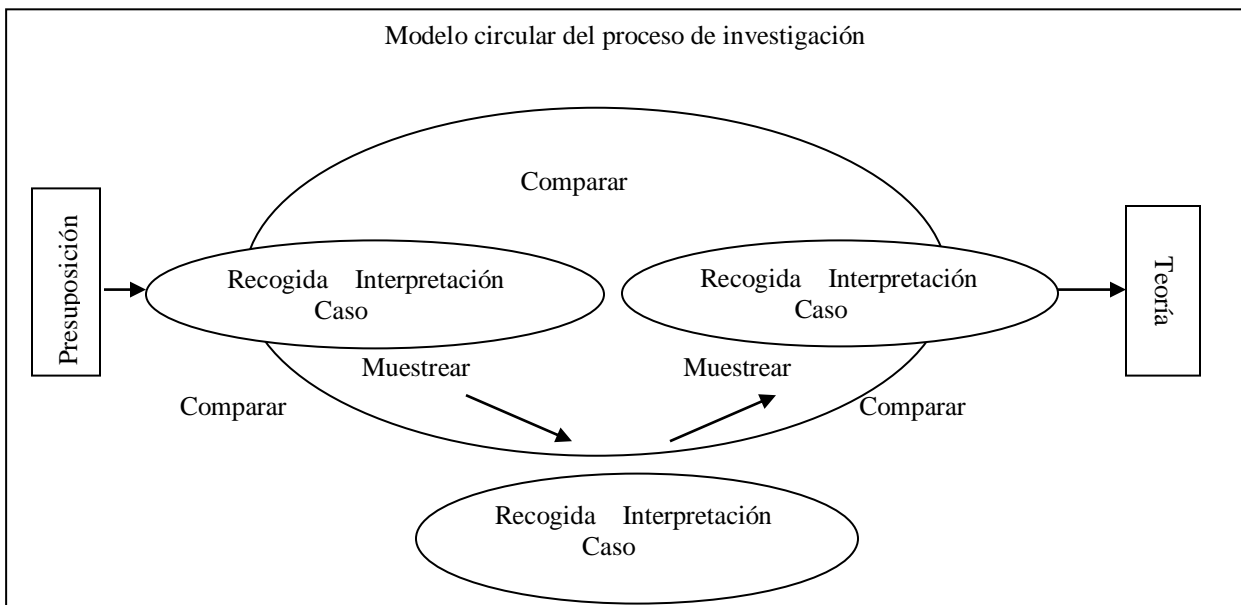 Modelo circular del proceso de investigación
Comparar
Presuposición
Recogida Interpretación
Caso
Recogida Interpretación
Caso
Teoría
Muestrear
Muestrear
Comparar
Comparar
Recogida Interpretación
Caso